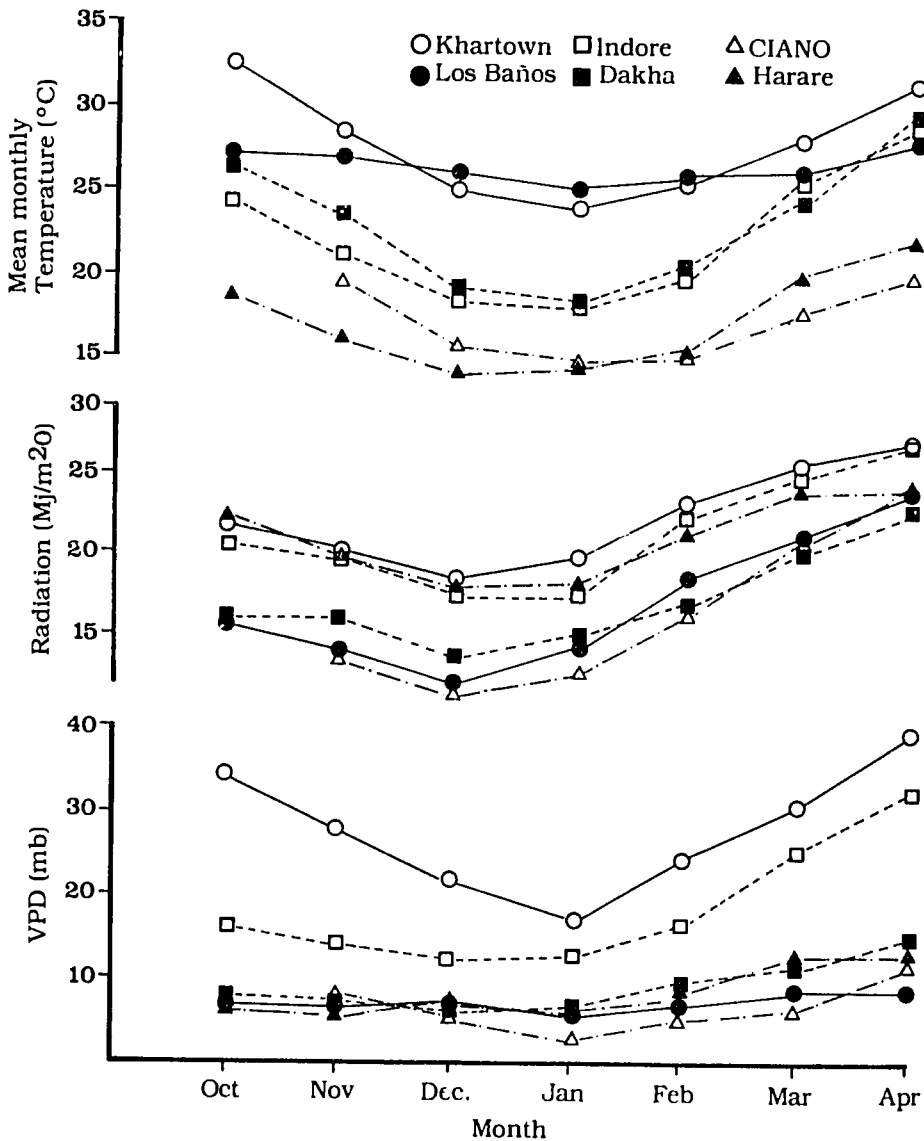 Khartown Indore CIANO
Los Baños Dakha Harare
Mean monthly
Temperature (°C)
35
30
25
20
15
Radiation (Mj/m²O)
30
25
20
15
VPD (mb)
40
30
20
10
Oct Nov Dec. Jan Feb Mar Apr
Month